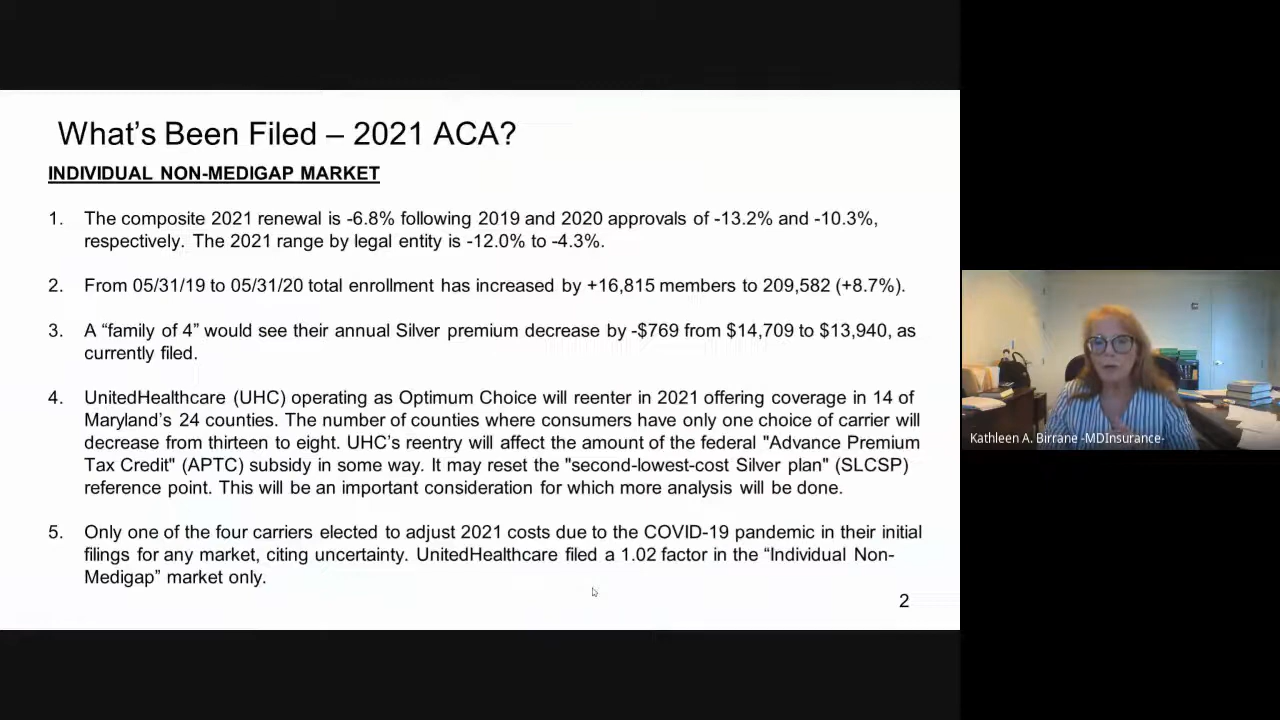 What's Been Filed – 2021 ACA?
INDIVIDUAL NON-MEDIGAP MARKET
1. The composite 2021 renewal is -6.8% following 2019 and 2020 approvals of -13.2% and -10.3%,
respectively. The 2021 range by legal entity is -12.0% to -4.3%.
2. From 05/31/19 to 05/31/20 total enrollment has increased by +16,815 members to 209,582 (+8.7%).
3. A “family of 4” would see their annual Silver premium decrease by -$769 from $14,709 to $13,940, as
currently filed.
4. UnitedHealthcare (UHC) operating as Optimum Choice will reenter in 2021 offering coverage in 14 of
Maryland's 24 counties. The number of counties where consumers have only one choice of carrier will
decrease from thirteen to eight. UHC's reentry will affect the amount of the federal "Advance Premium
Tax Credit" (APTC) subsidy in some way. It may reset the "second-lowest-cost Silver plan" (SLCSP)
reference point. This will be an important consideration for which more analysis will be done.
5. Only one of the four carriers elected to adjust 2021 costs due to the COVID-19 pandemic in their initial
filings for any market, citing uncertainty. UnitedHealthcare filed a 1.02 factor in the “Individual Non-
Medigap” market only.
2
Kathleen A. Birrane -MDInsurance-